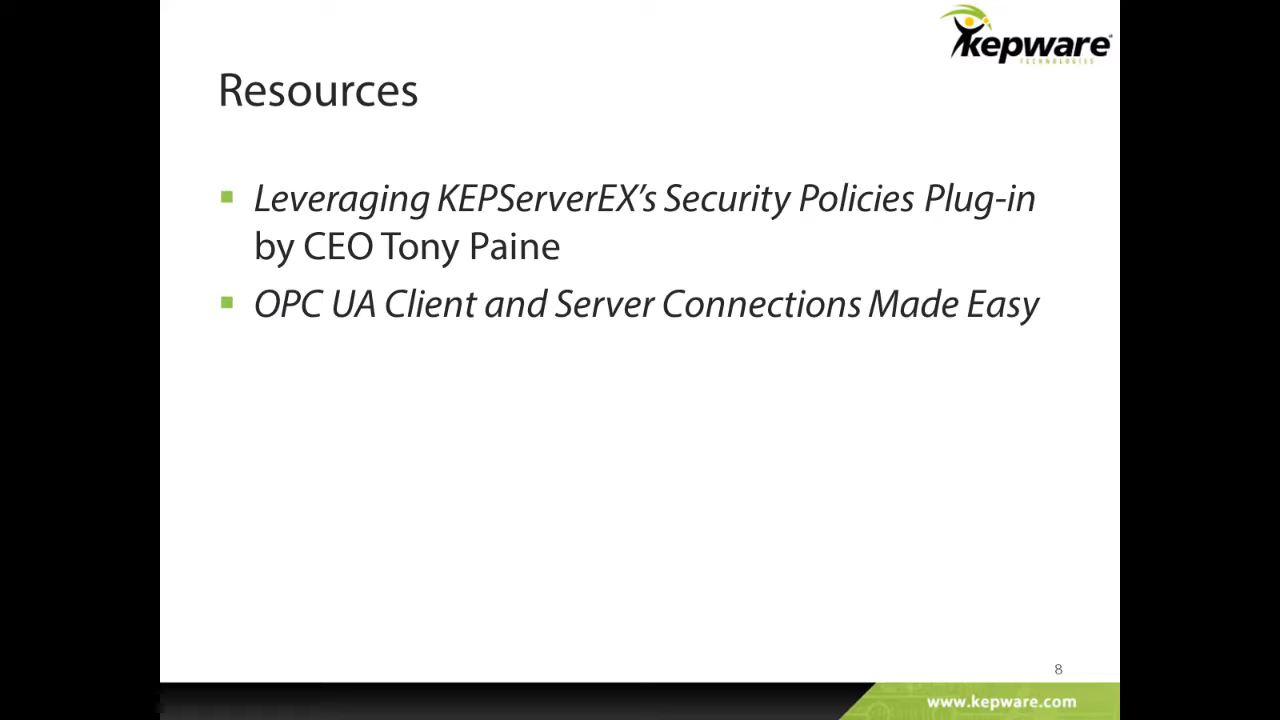 kepware
TECHNOLOGIES
Resources
Leveraging KEPServerEX’s Security Policies Plug-in
by CEO Tony Paine
OPC UA Client and Server Connections Made Easy
8
www.kepware.com